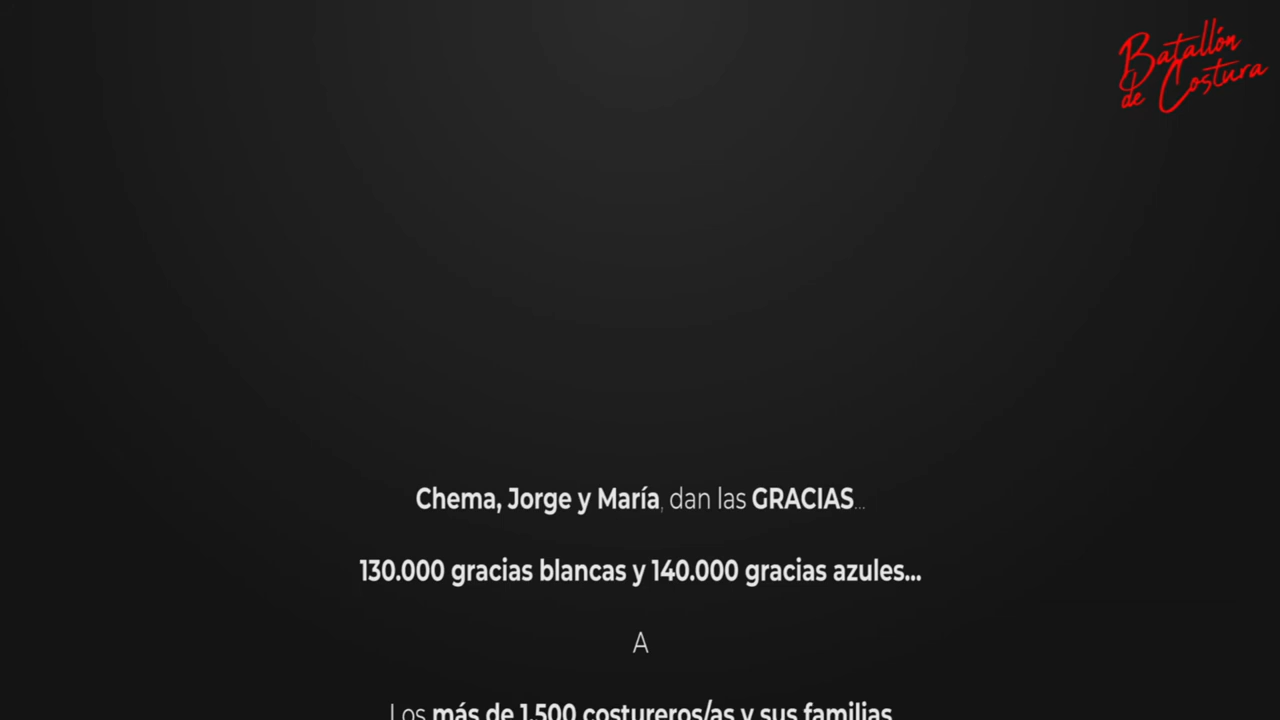 Batallón
de Costura
Chema, Jorge y María, dan las GRACIAS...
130.000 gracias blancas y 140.000 gracias azules...
A
Los más de 1.500 costureros/as y sus familias